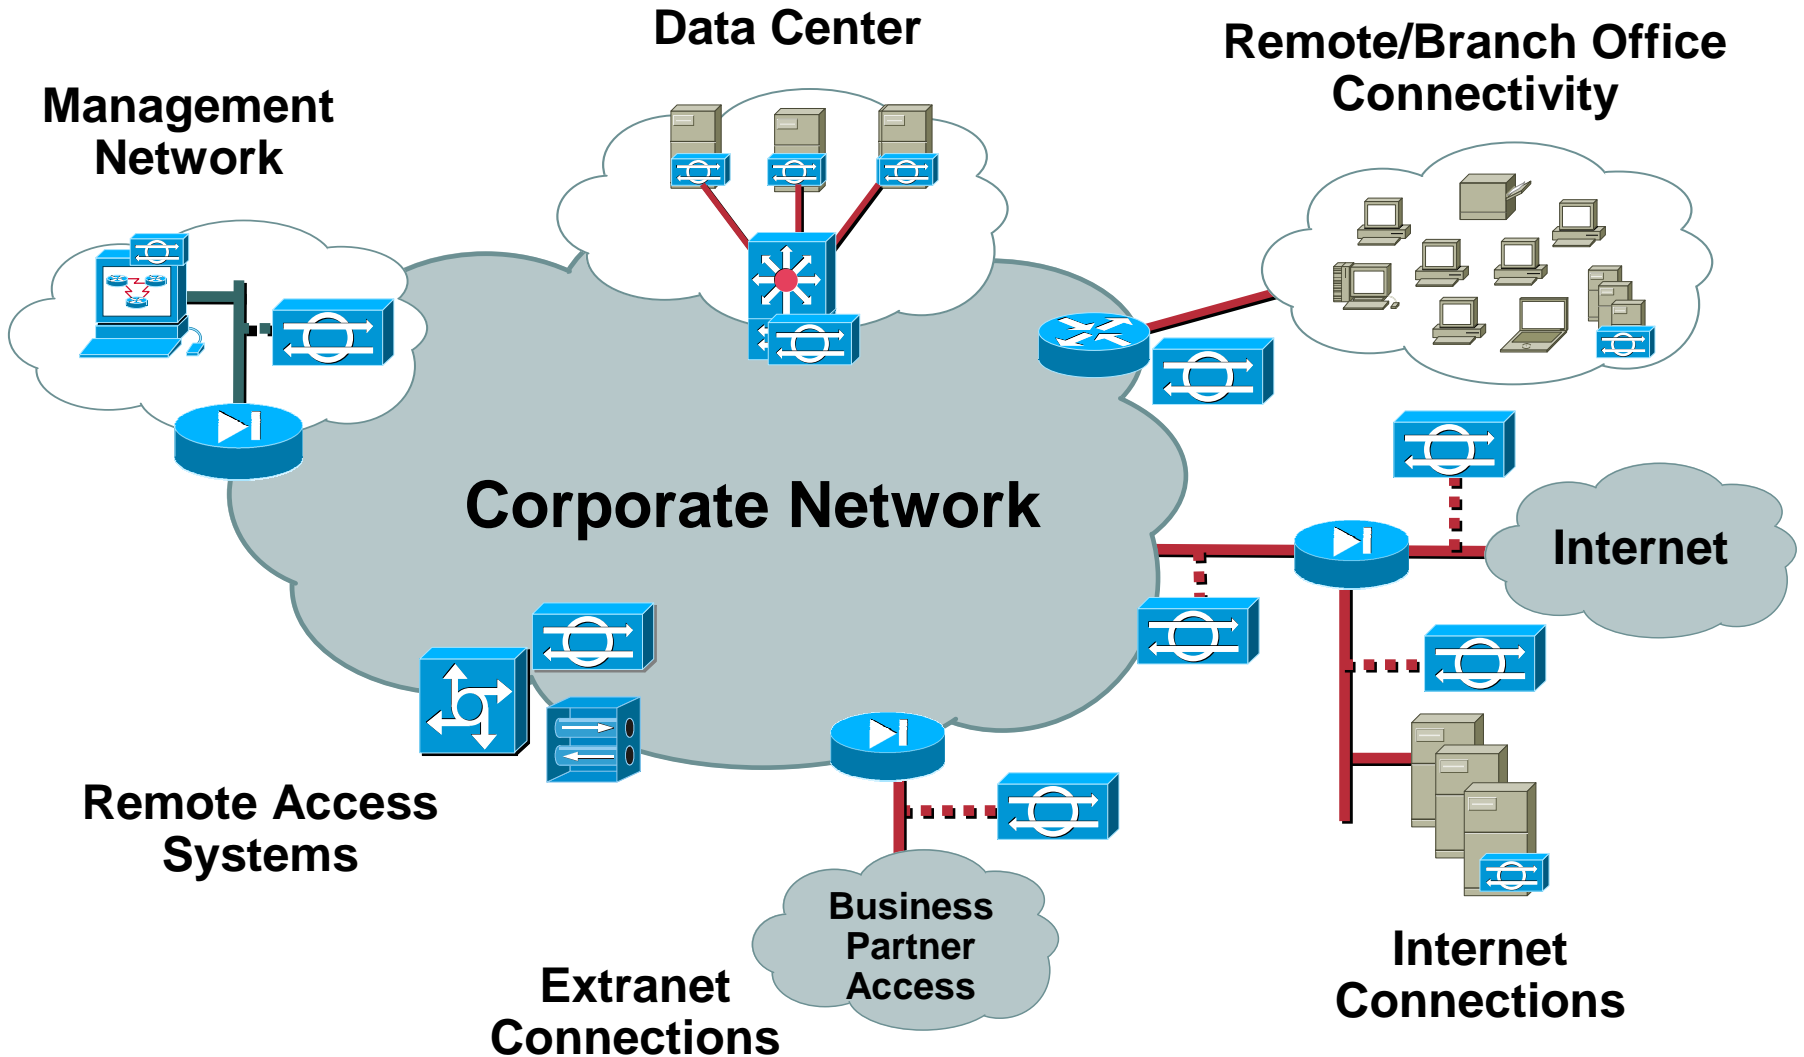 Data Center
Remote/Branch Office
Connectivity
Management
Network
Corporate Network
Internet
Remote Access
Systems
Business
Partner
Access
Extranet
Connections
Internet
Connections